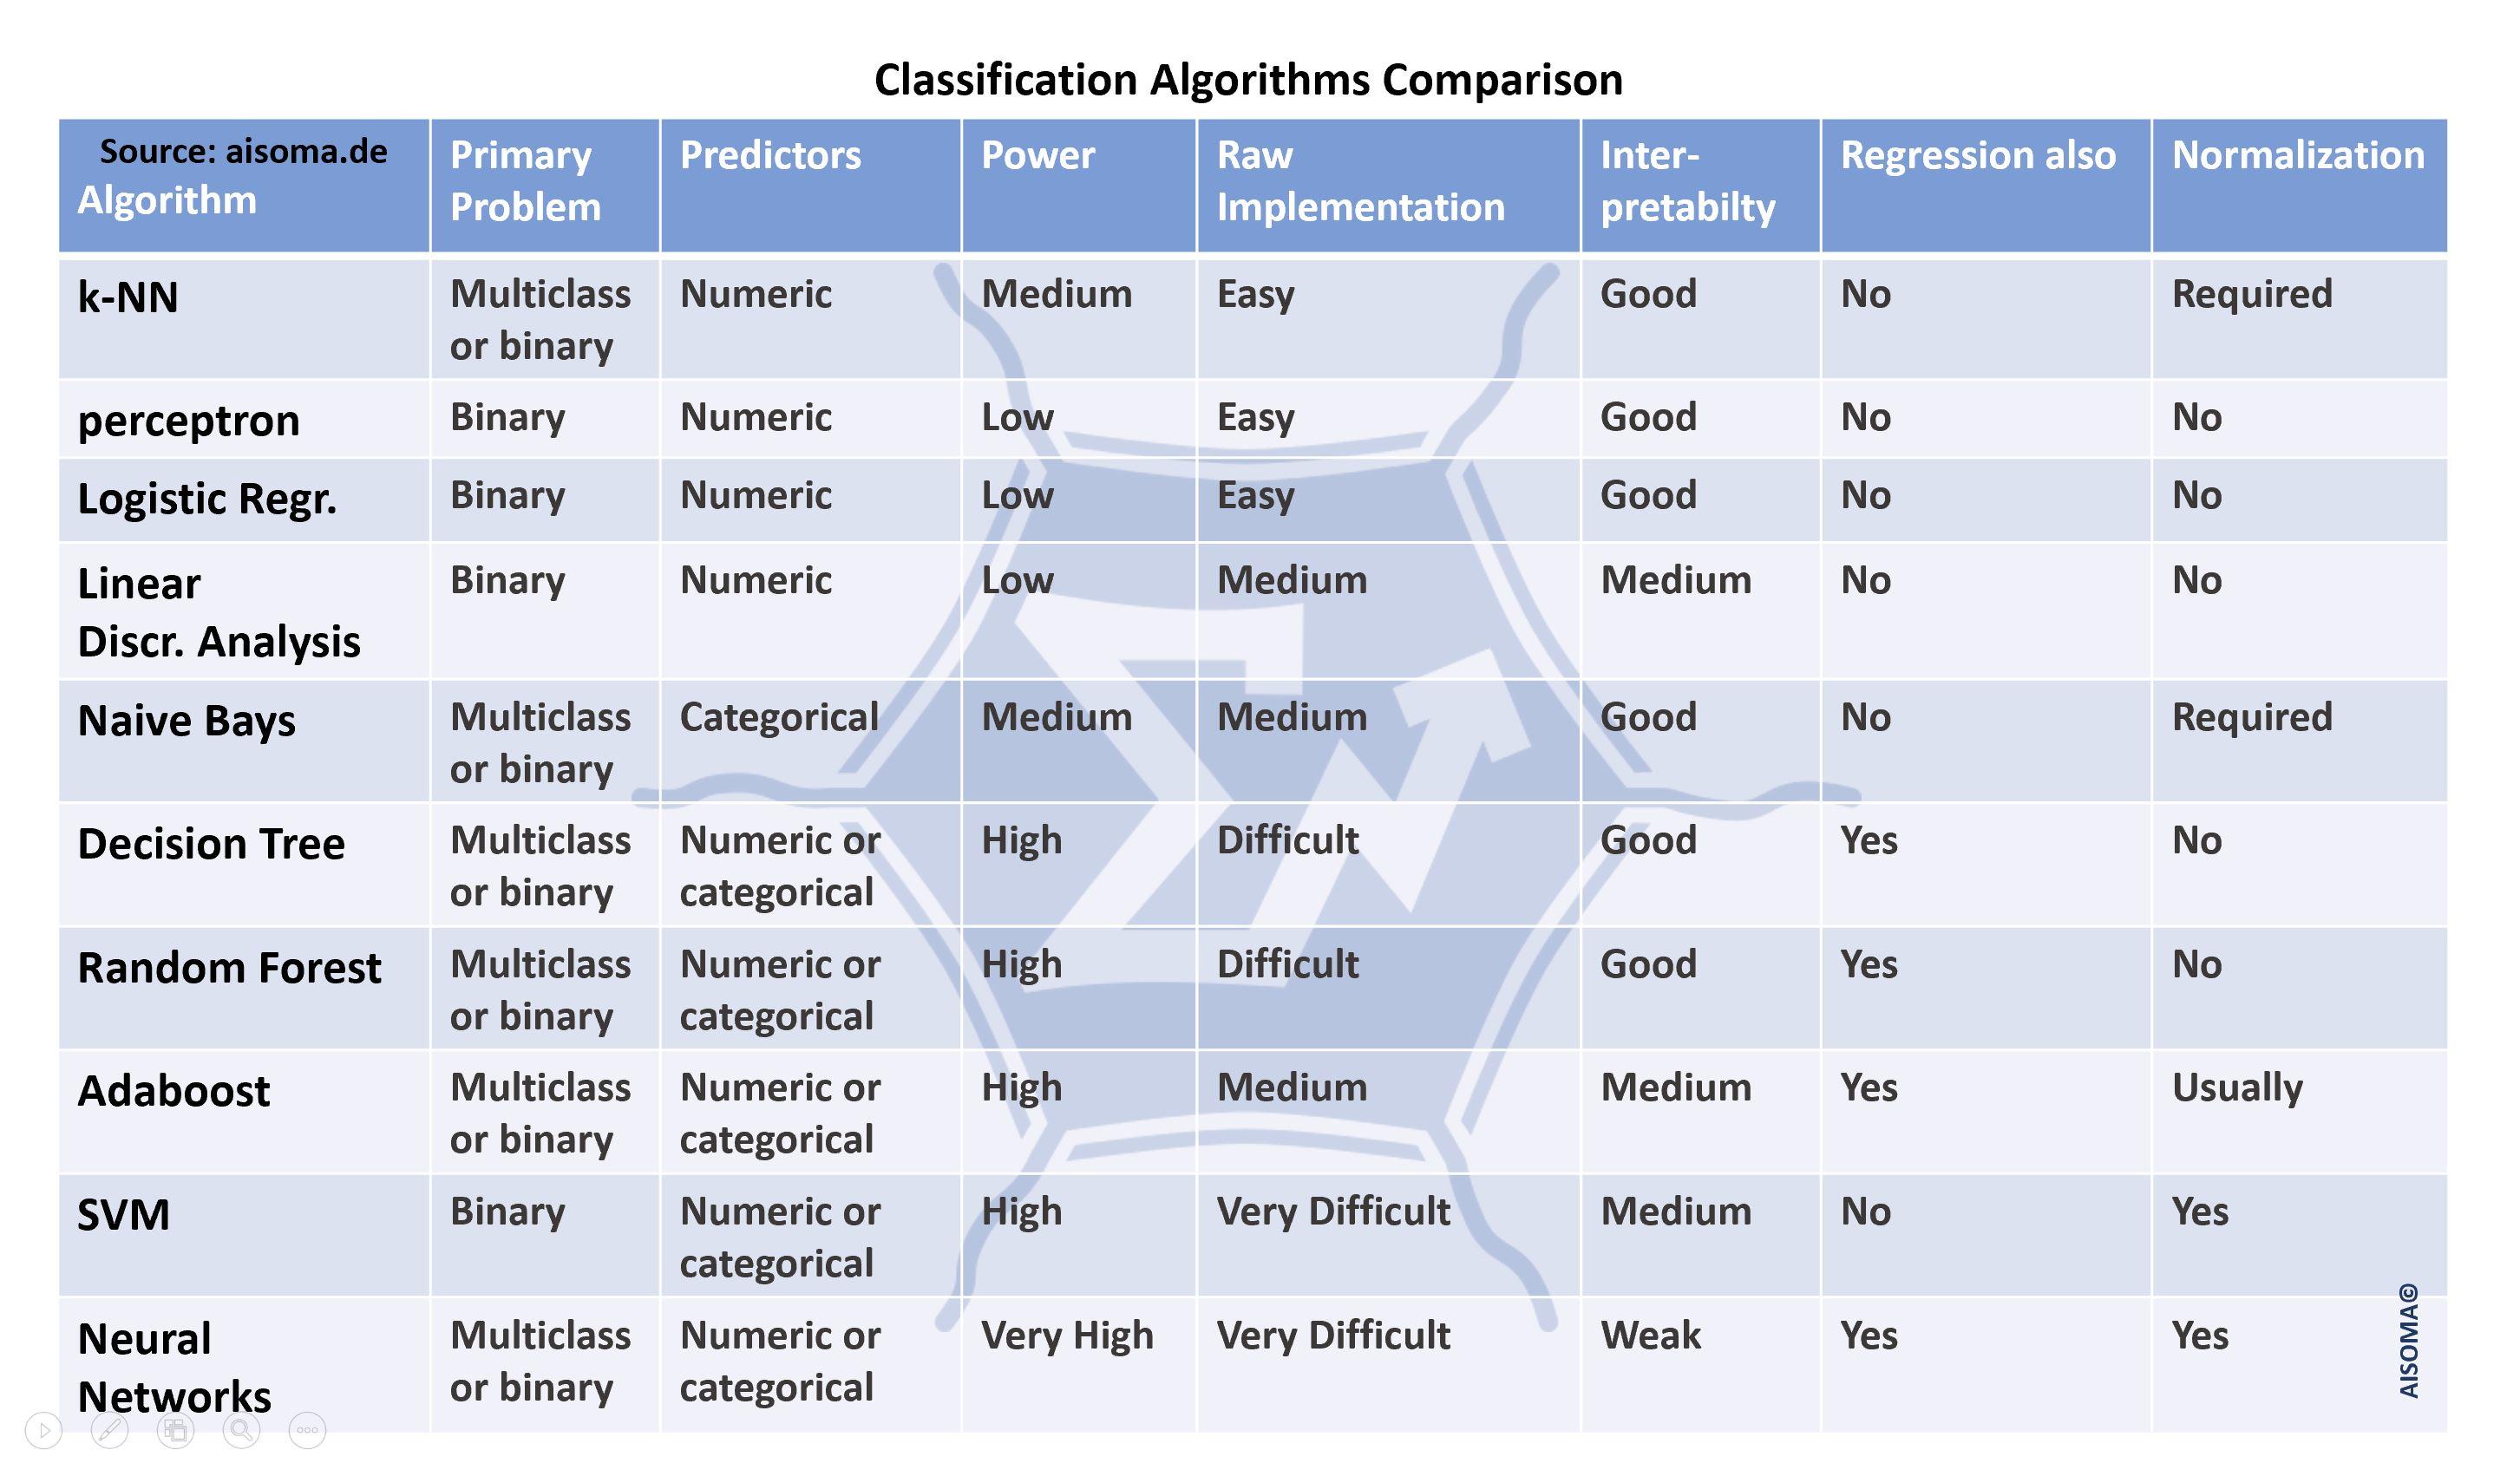 Classification Algorithms Comparison
Source: aisoma.de
Algorithm
Primary
Problem
Predictors
Power
Raw
Implementation
Inter-
pretabilty
Regression also
Normalization
k-NN
Multiclass
or binary
Numeric
Medium
Easy
Good
No
Required
perceptron
Binary
Numeric
Low
Easy
Good
No
No
Logistic Regr.
Binary
Numeric
Low
Easy
Good
No
No
Linear
Discr. Analysis
Binary
Numeric
Low
Medium
Medium
No
No
Naive Bays
Multiclass
or binary
Categorical
Medium
Medium
Good
No
Required
Decision Tree
Multiclass
or binary
Numeric or
categorical
High
Difficult
Good
Yes
No
Random Forest
Multiclass
or binary
Numeric or
categorical
High
Difficult
Good
Yes
No
Adaboost
Multiclass
or binary
Numeric or
categorical
High
Medium
Medium
Yes
Usually
SVM
Binary
Numeric or
categorical
High
Very Difficult
Medium
No
Yes
Neural
Networks
Multiclass
or binary
Numeric or
categorical
Very High
Very Difficult
Weak
Yes
Yes
AISOMA©